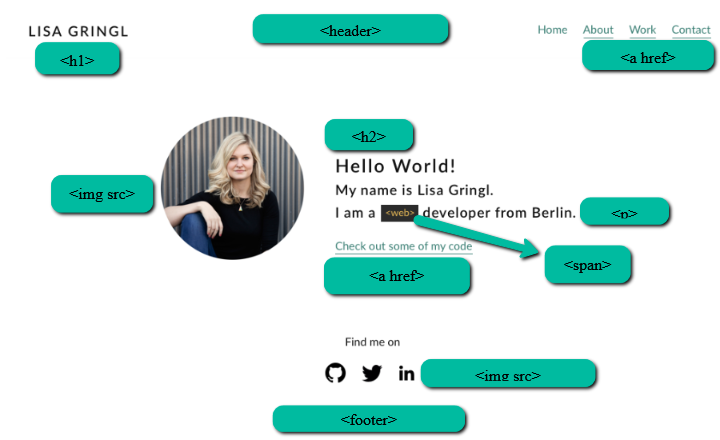 LISA GRINGL
<header>
Home About Work Contact
<h1>
<a href>
<h2>
Hello World!
<img src>
My name is Lisa Gringl.
I am a <web> developer from Berlin.
<p>
Check out some of my code
<span>
<a href>
Find me on
in
<img src>
<footer>